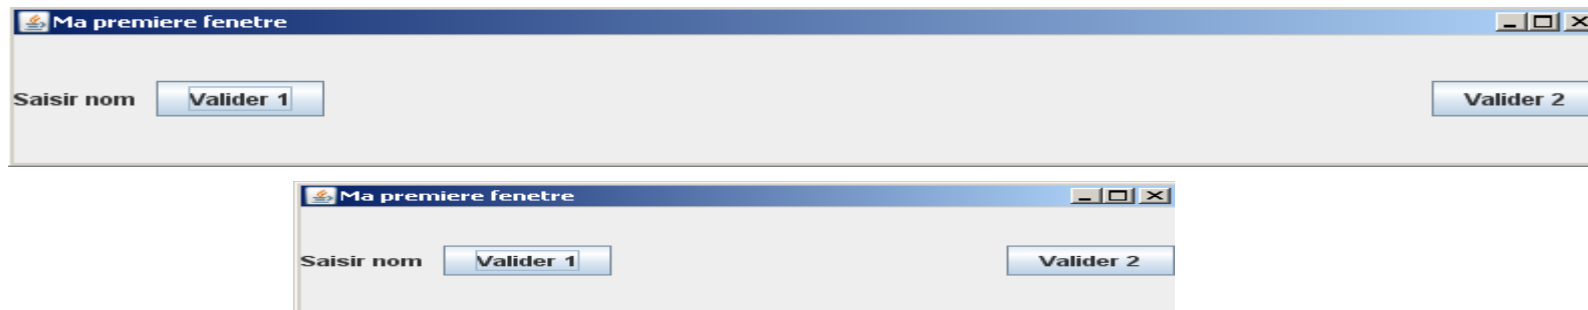 Ma premiere fenetre
Saisir nom Valider 1 Valider 2
Ma premiere fenetre
Saisir nom Valider 1 Valider 2